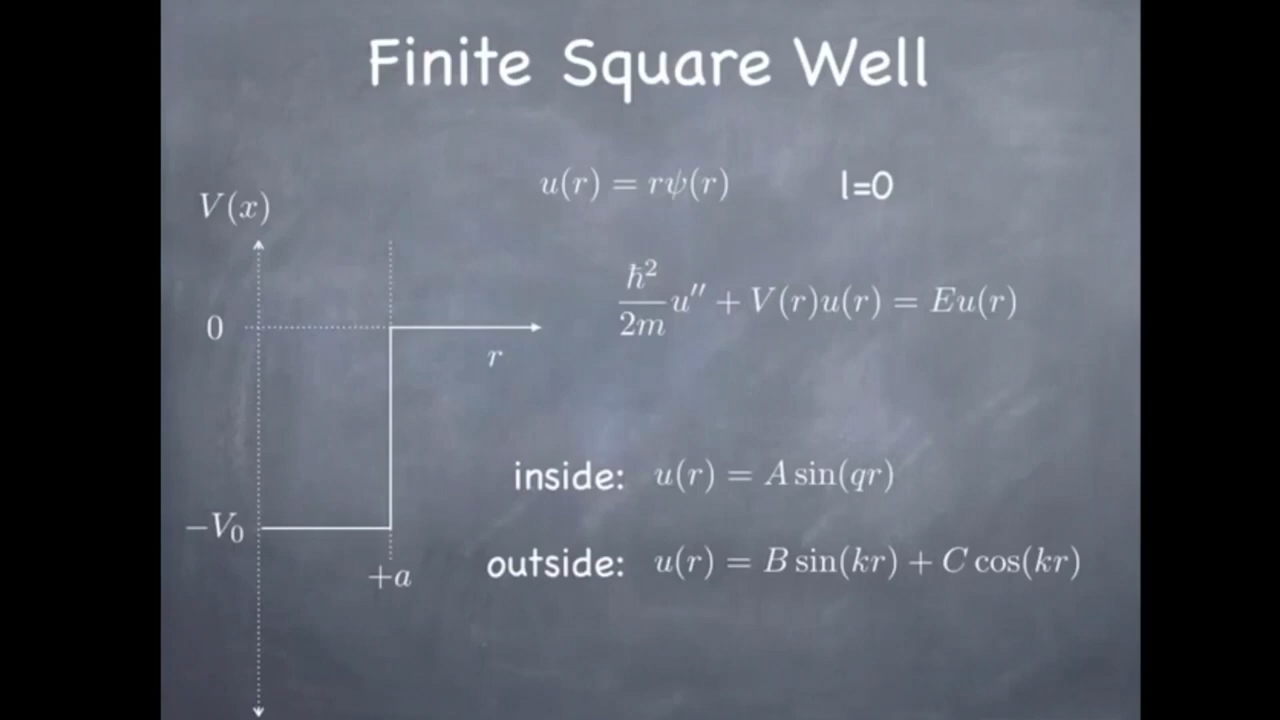 Finite Square Well
u(r) = rψ(r) l=0
V(x)
ħ²/2m u″ + V(r)u(r) = Eu(r)
0
r
inside: u(r) = A sin(qr)
−V₀
outside: u(r) = B sin(kr) + C cos(kr)
+a